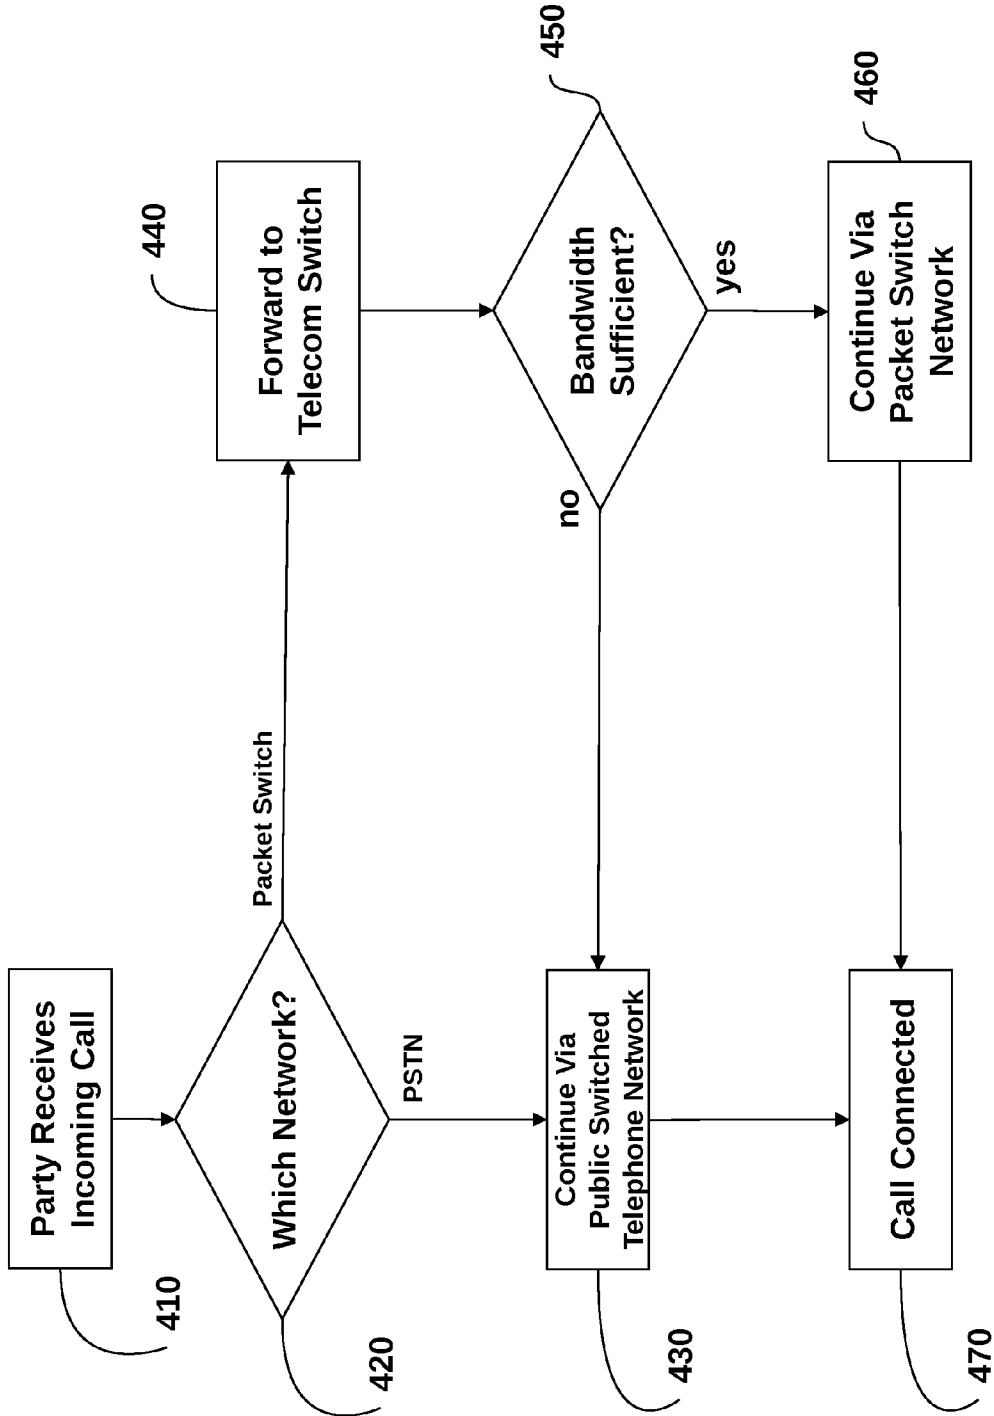 Party Receives
Incoming Call
410
Which Network?
420
Packet Switch
PSTN
Continue Via
Public Switched
Telephone Network
430
Forward to
Telecom Switch
440
Bandwidth
Sufficient?
450
no
yes
Continue Via
Packet Switch
Network
460
Call Connected
470